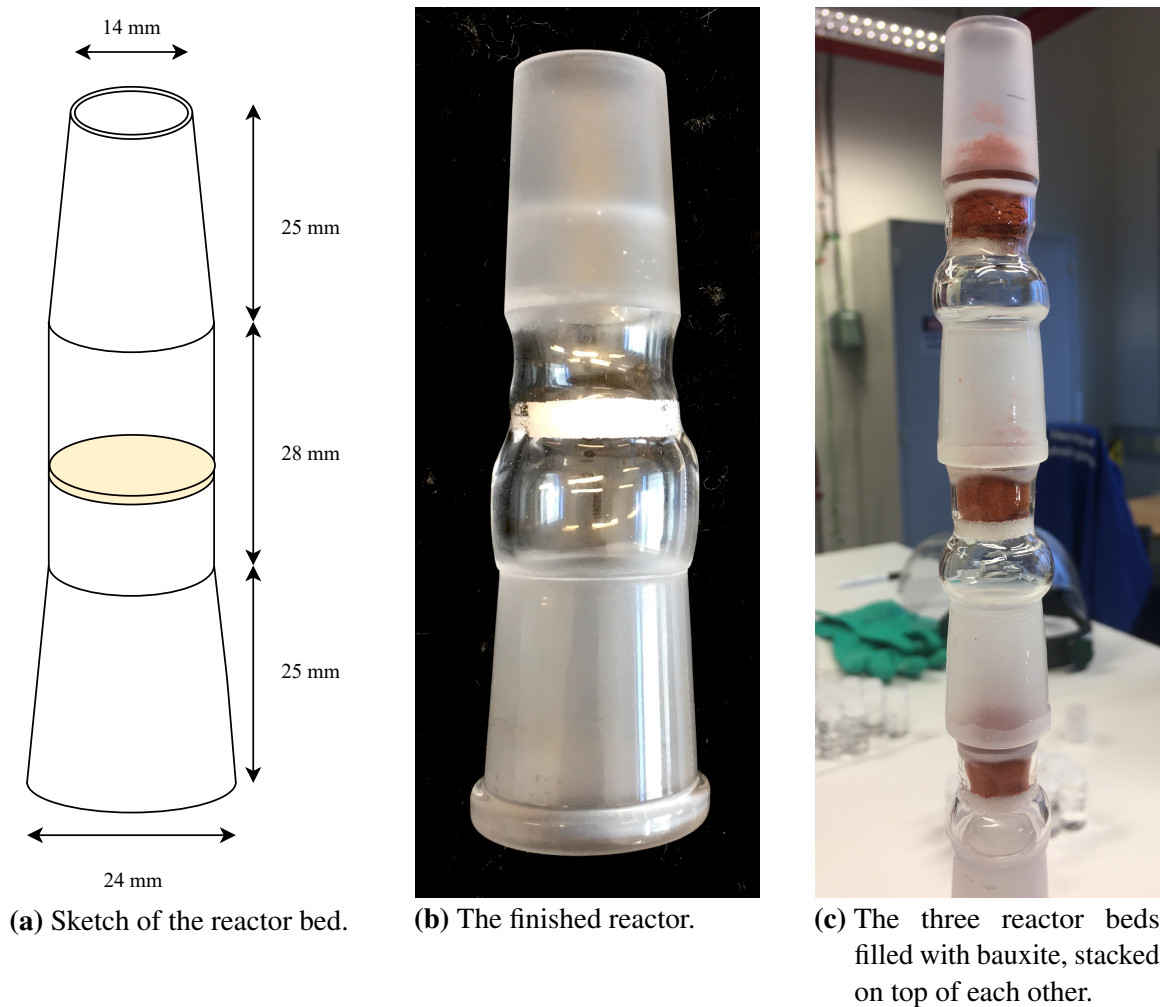 14 mm
25 mm
28 mm
25 mm
24 mm
(a) Sketch of the reactor bed.
(b) The finished reactor.
(c) The three reactor beds
filled with bauxite, stacked
on top of each other.